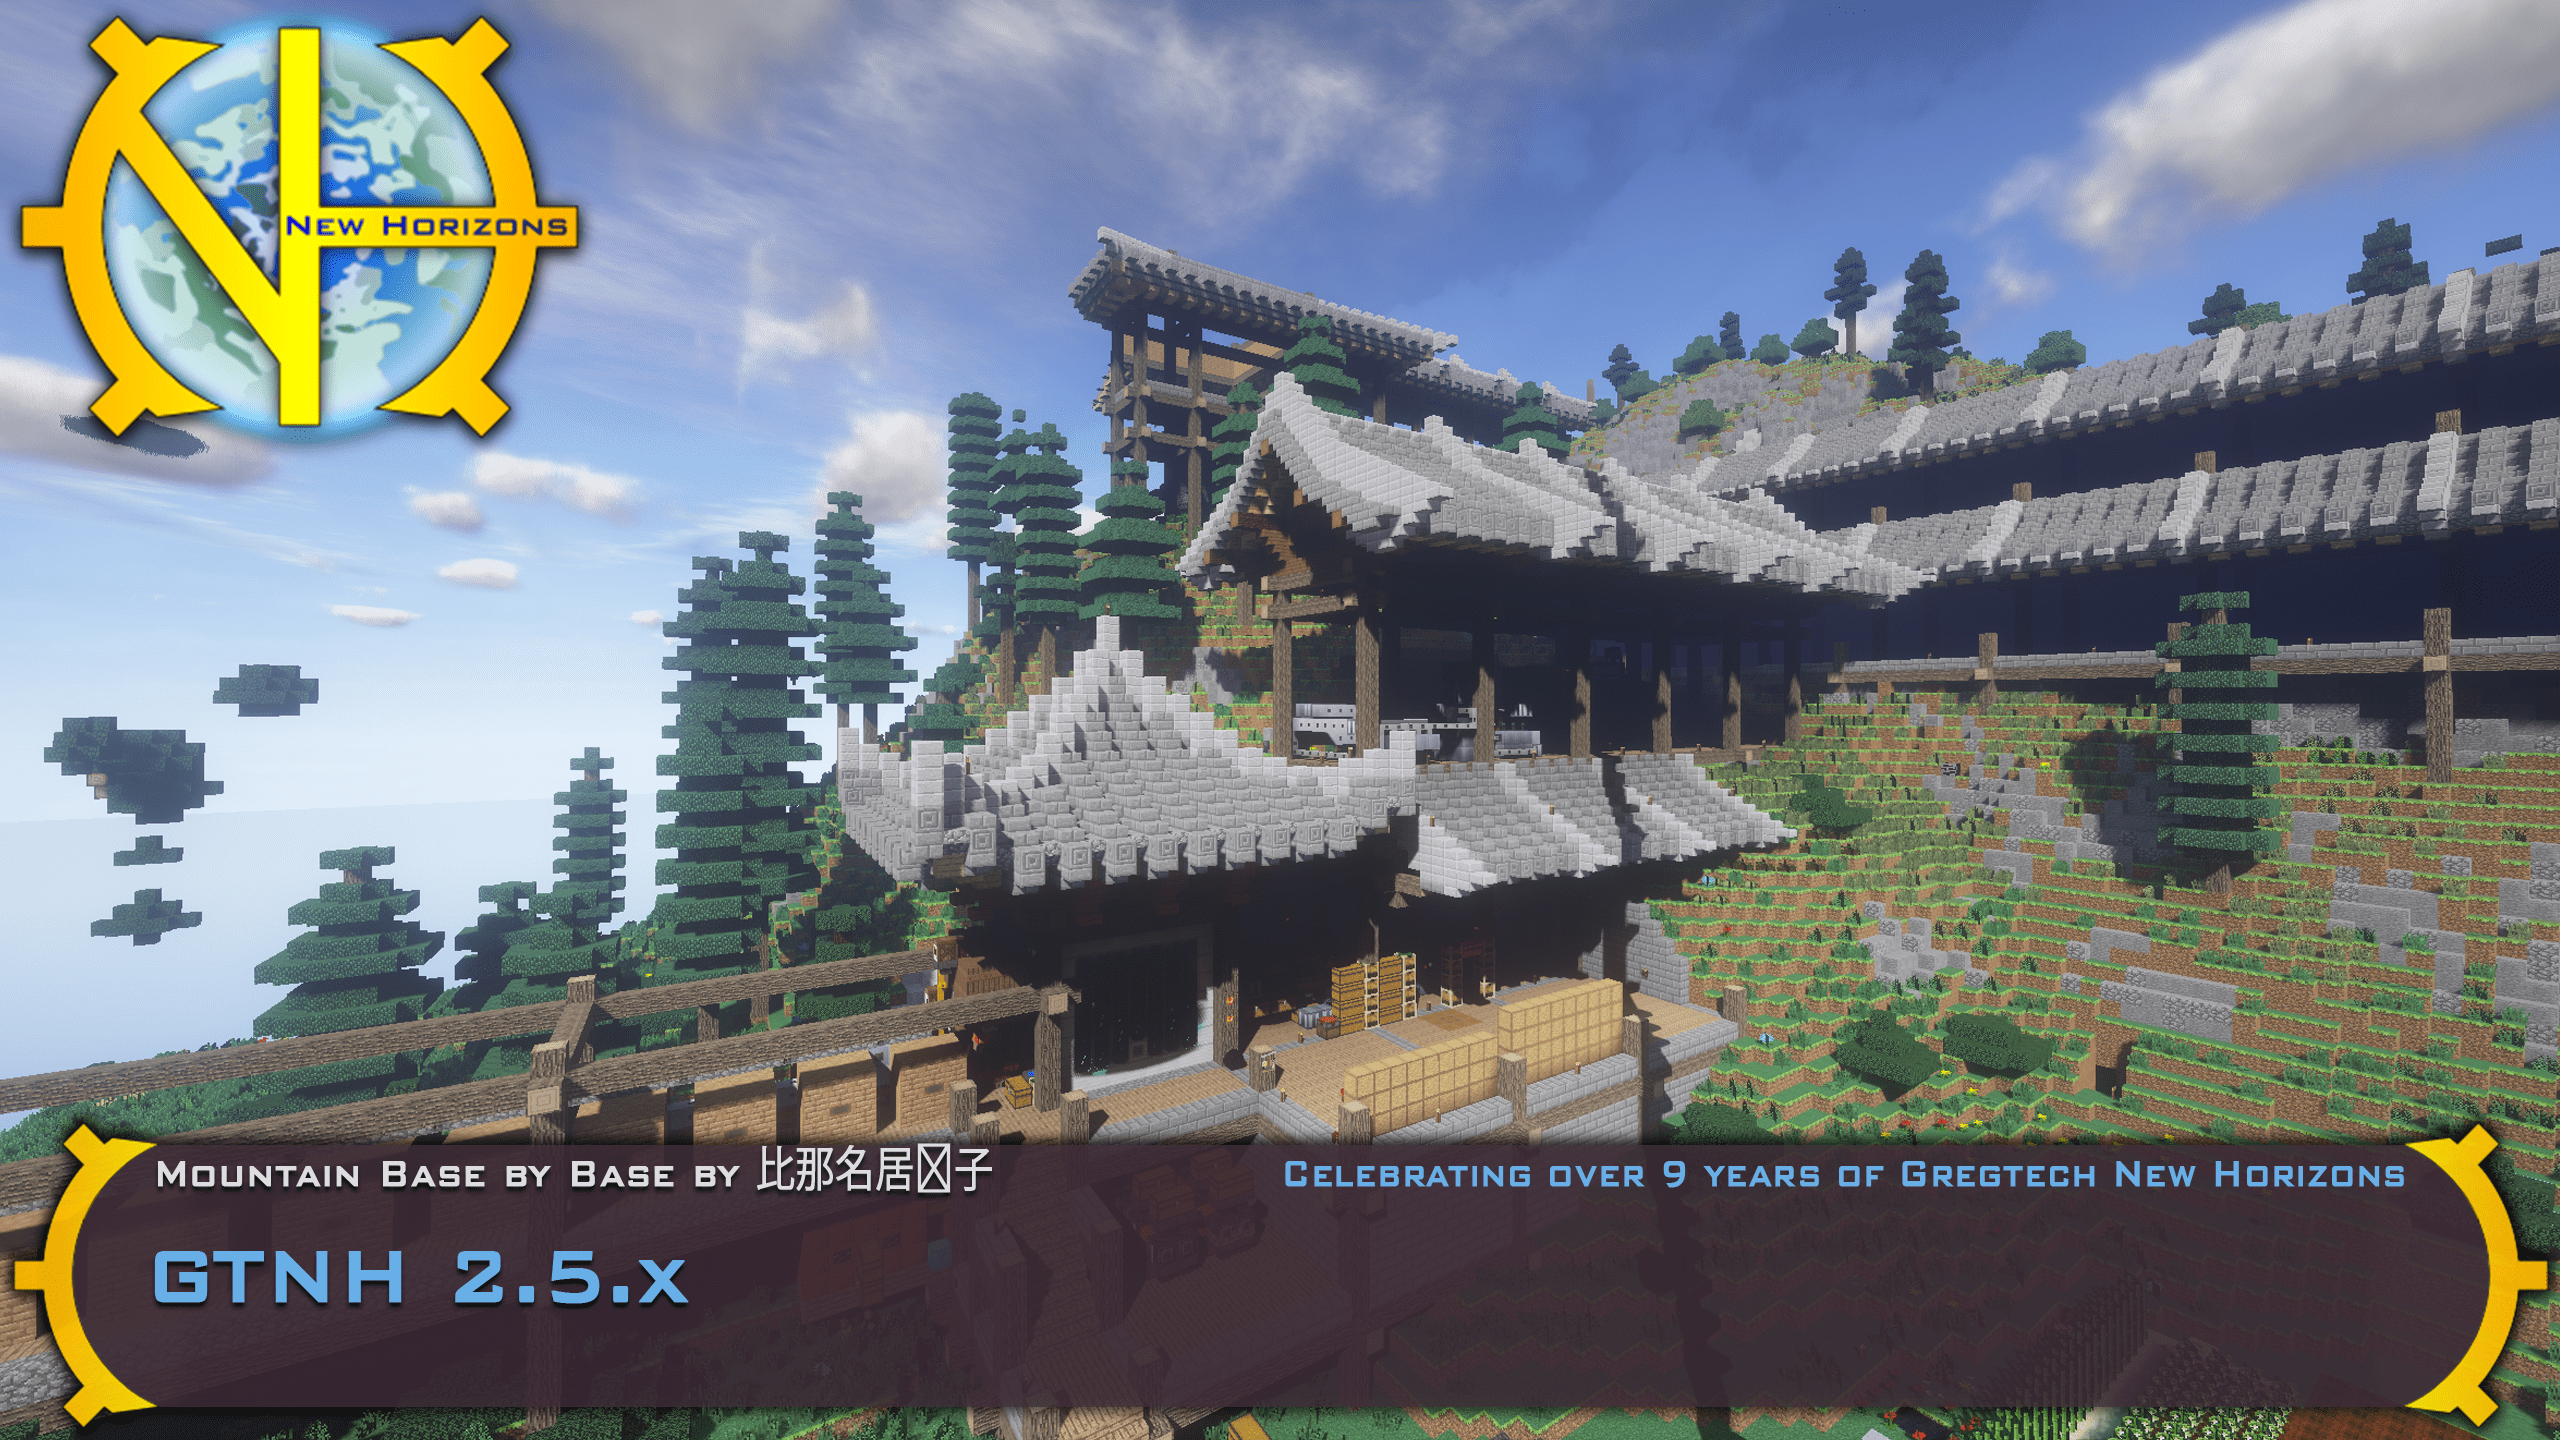 New Horizons
Mountain Base by Base by 比那名居子
Celebrating over 9 years of Gregtech New Horizons
GTNH 2.5.x